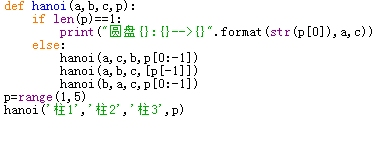 def hanoi(a,b,c,p):
    if len(p)==1:
        print("圆盘{}:{}-->{}".format(str(p[0]),a,c))
    else:
        hanoi(a,c,b,p[0:-1])
        hanoi(a,b,c,[p[-1]])
        hanoi(b,a,c,p[0:-1])
p=range(1,5)
hanoi('柱1','柱2','柱3',p)